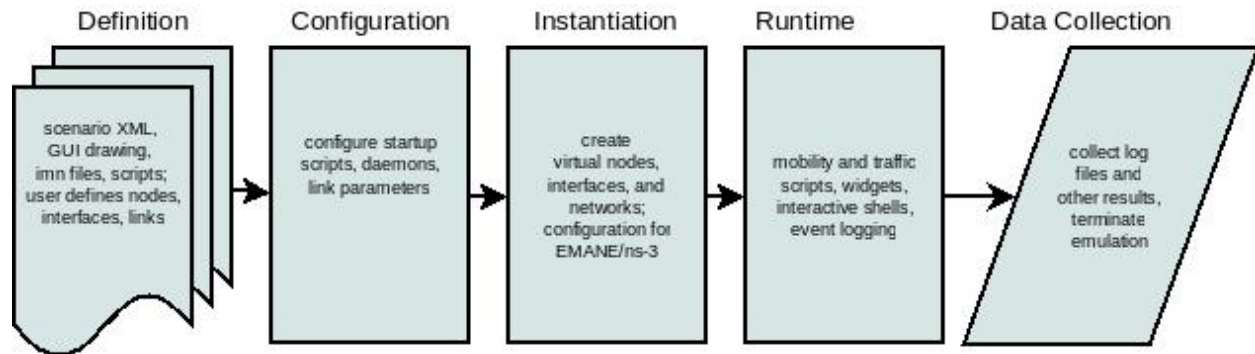 Definition
Configuration
Instantiation
Runtime
Data Collection
scenario XML,
GUI drawing,
imn files, scripts;
user defines nodes,
interfaces, links
configure startup
scripts, daemons,
link parameters
create
virtual nodes,
interfaces, and
networks;
configuration for
EMANE/ns-3
mobility and traffic
scripts, widgets,
interactive shells,
event logging
collect log
files and
other results,
terminate
emulation